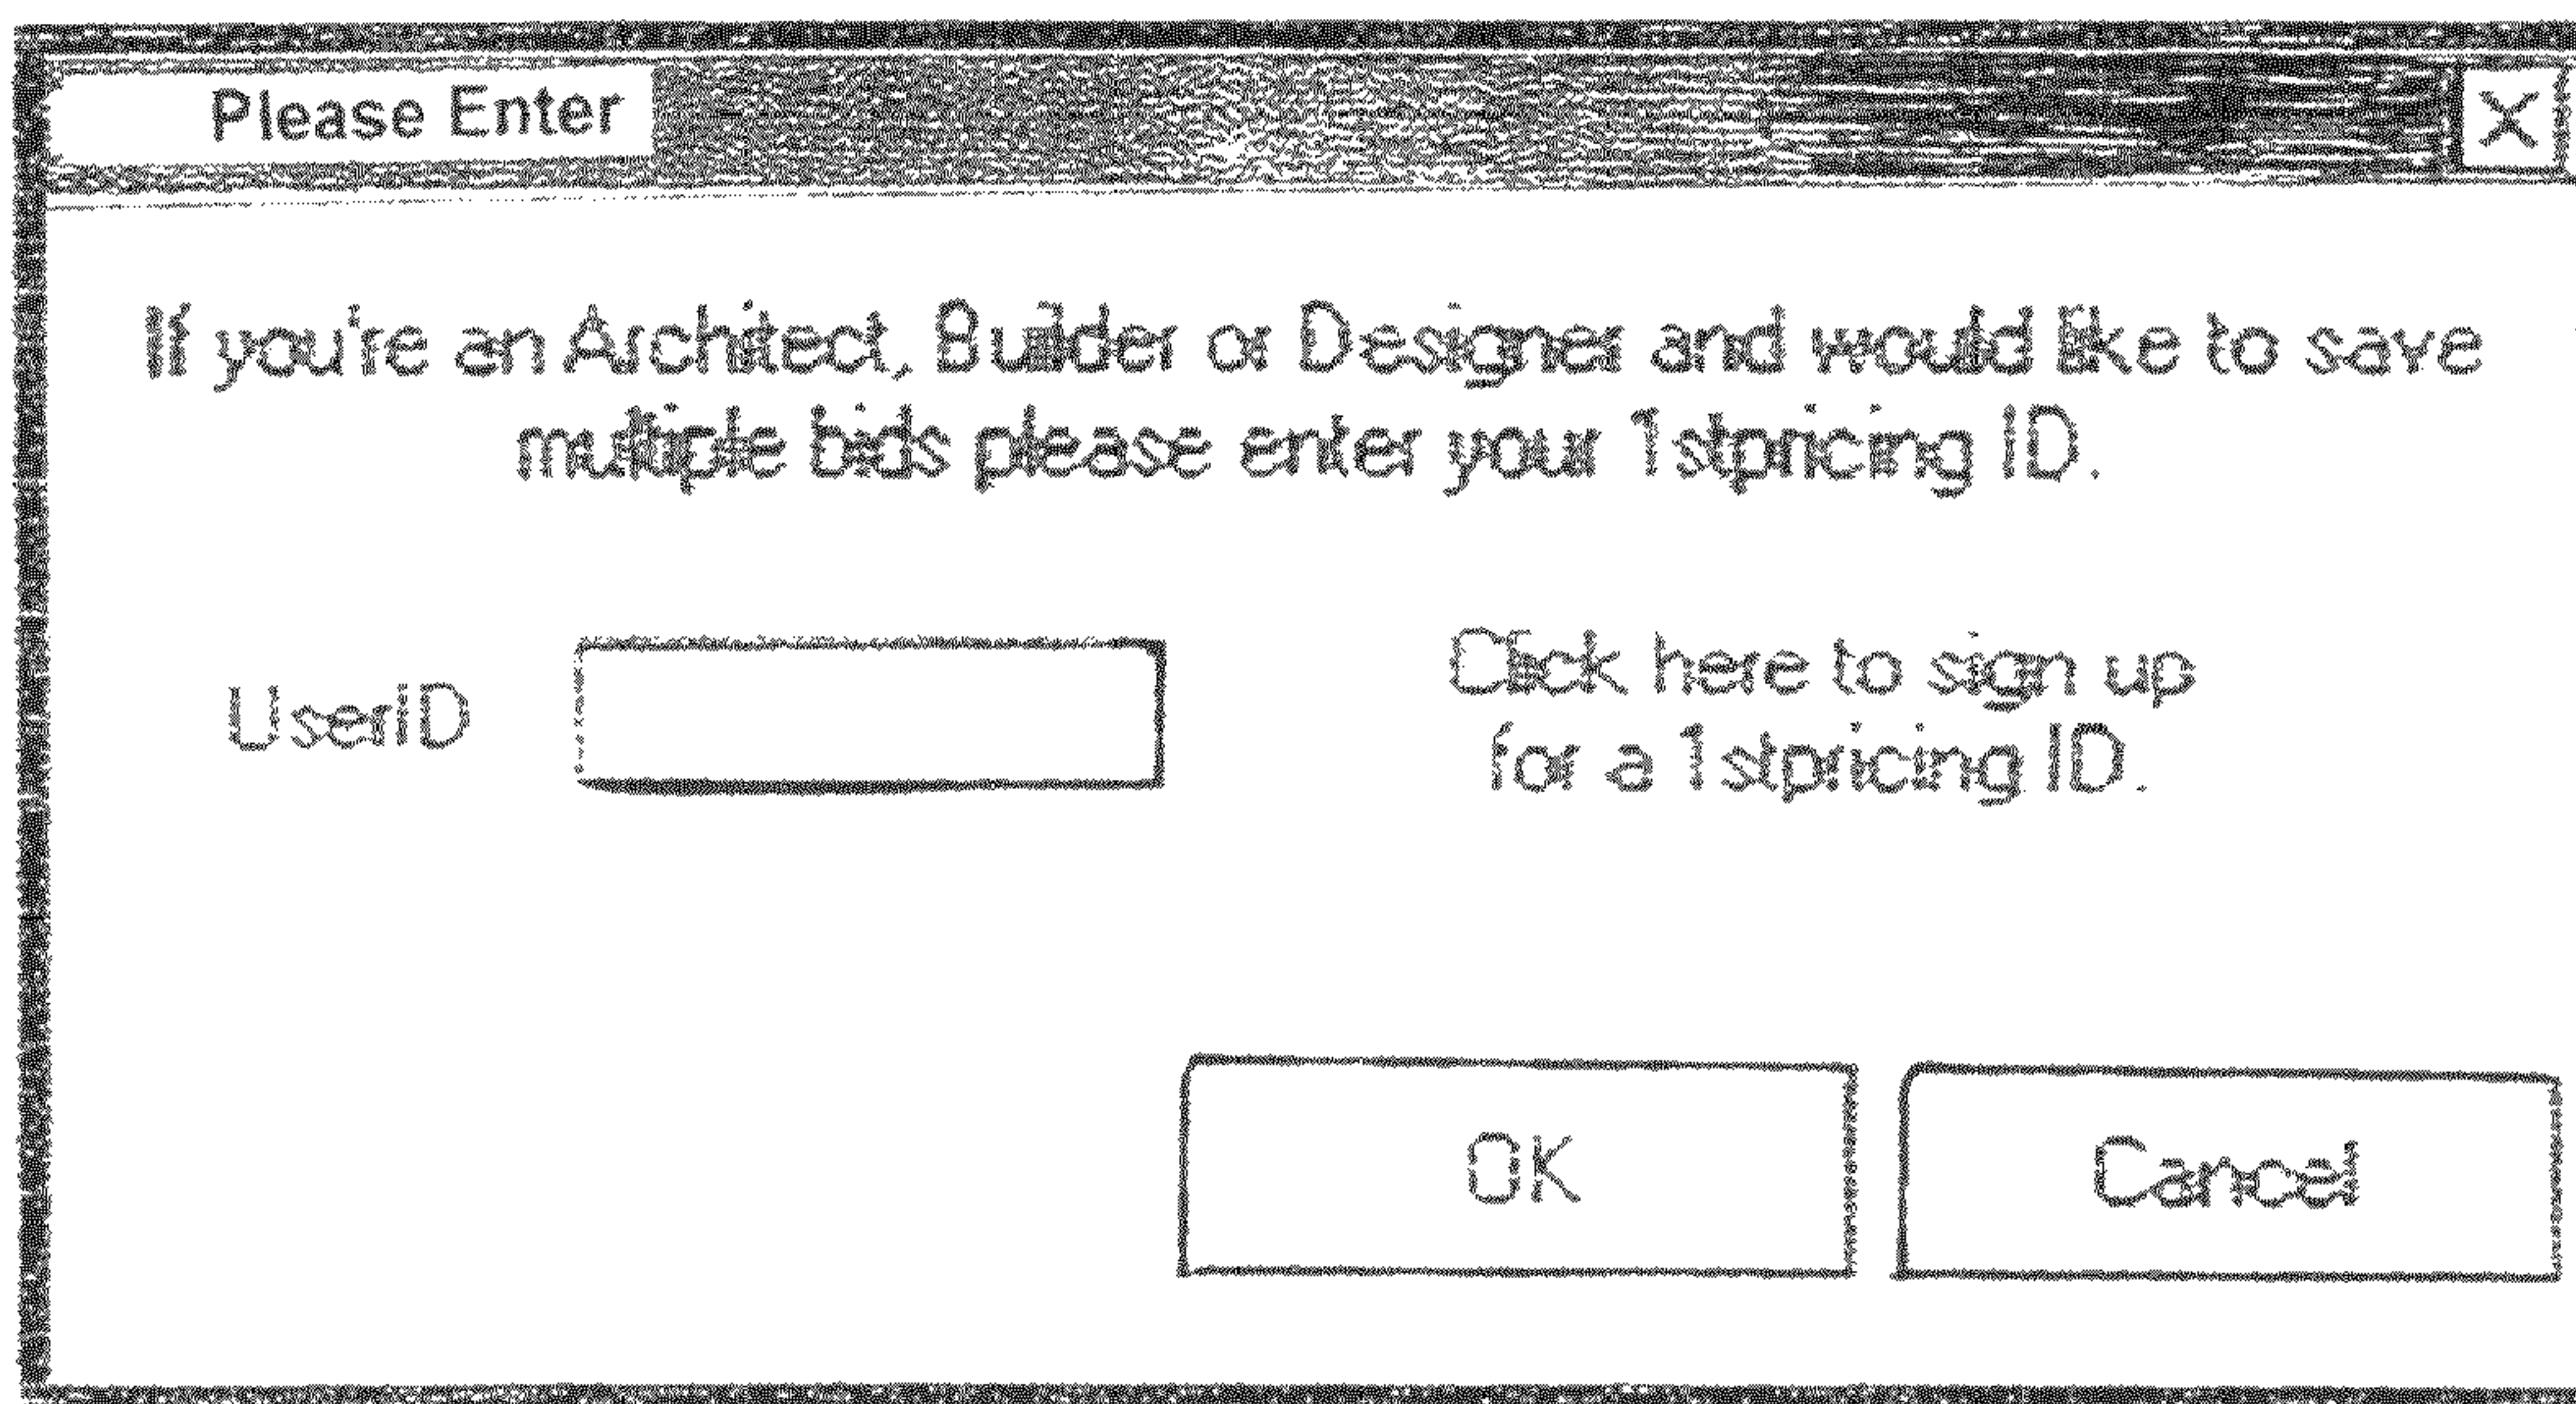 Please Enter
If you're an Architect, Builder or Designer and would like to save
multiple bids please enter your 1stpricing ID.
UserID
Click here to sign up
for a 1stpricing ID.
OK
Cancel